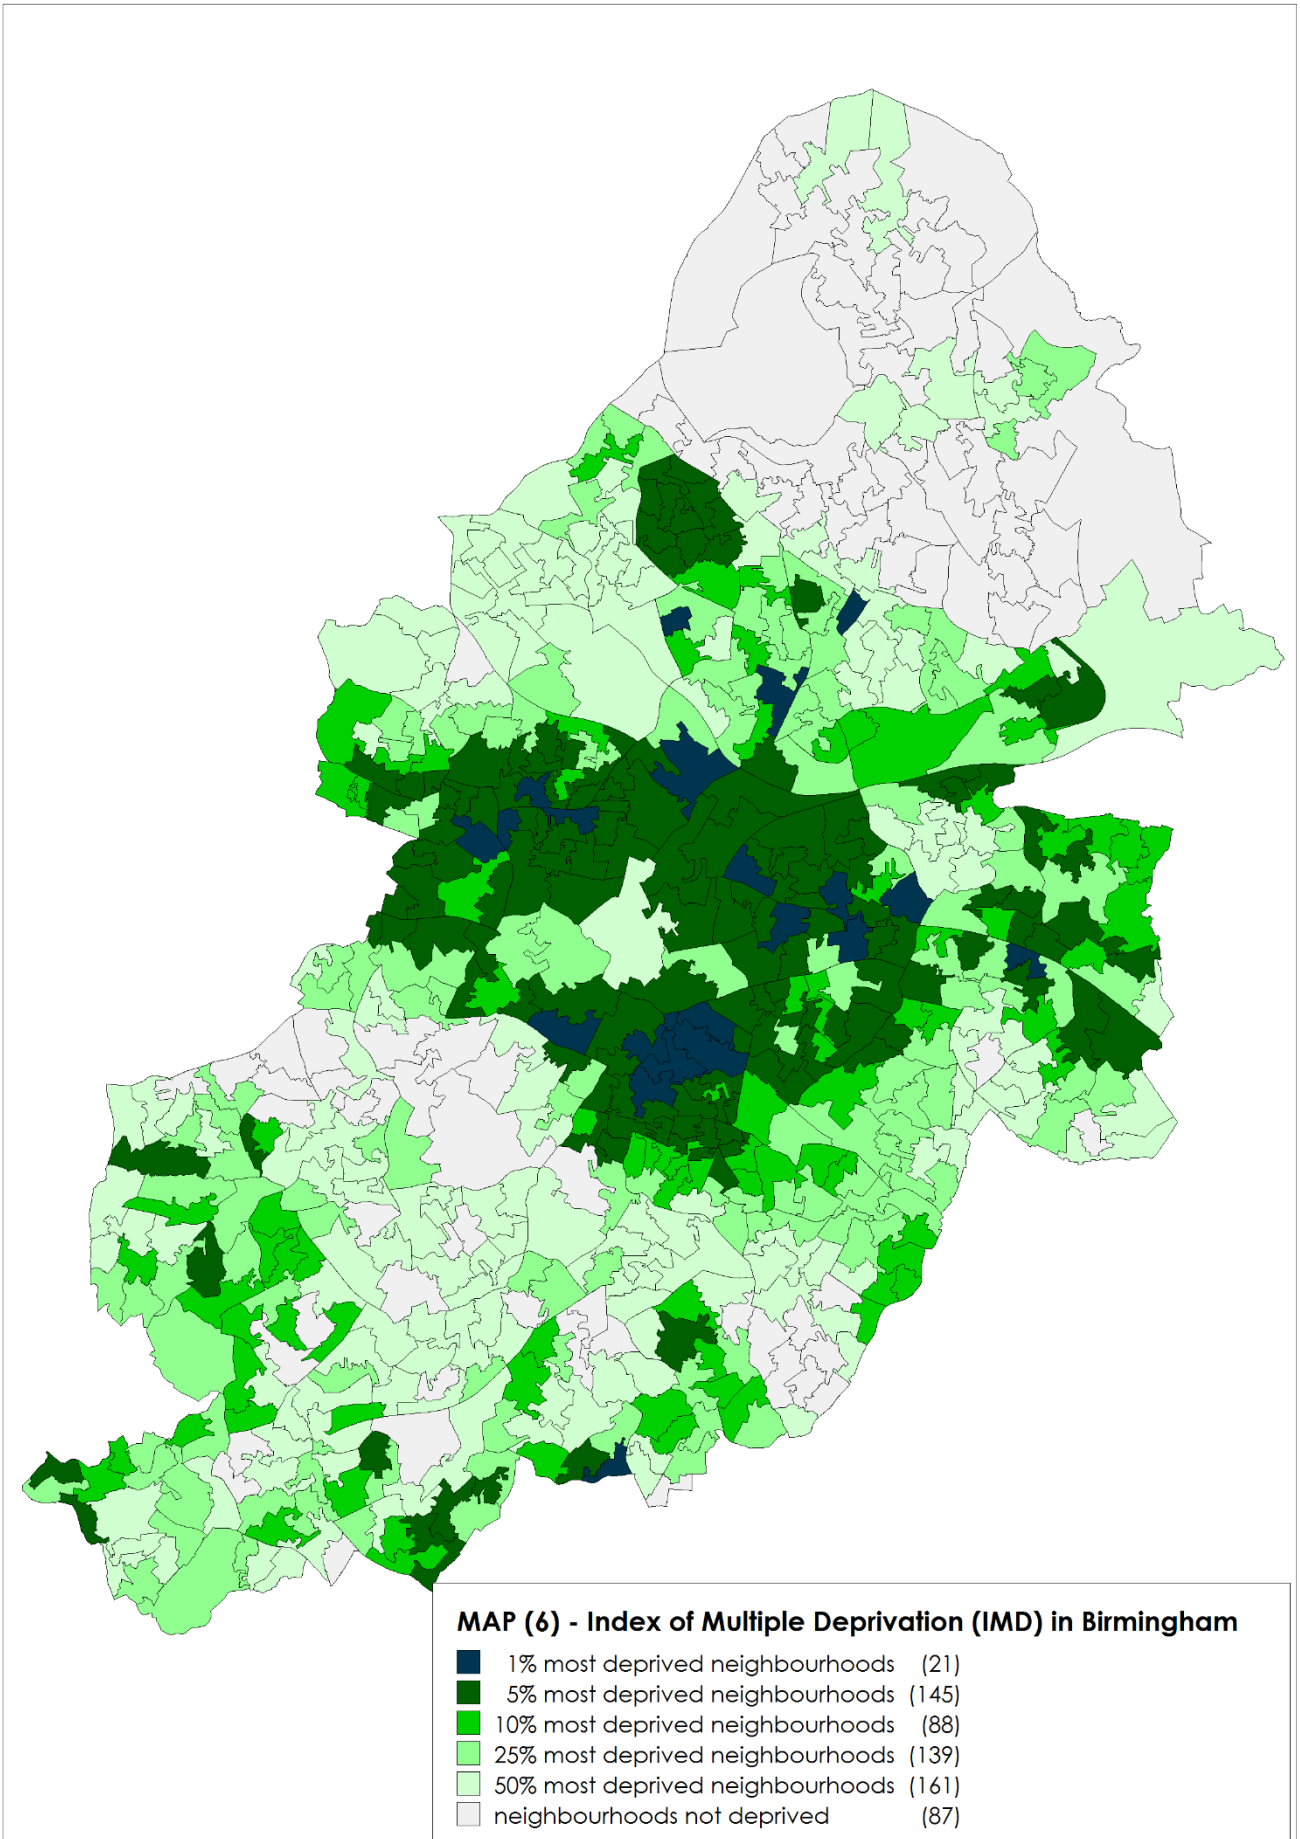 MAP (6) - Index of Multiple Deprivation (IMD) in Birmingham
1% most deprived neighbourhoods (21)
5% most deprived neighbourhoods (145)
10% most deprived neighbourhoods (88)
25% most deprived neighbourhoods (139)
50% most deprived neighbourhoods (161)
neighbourhoods not deprived (87)